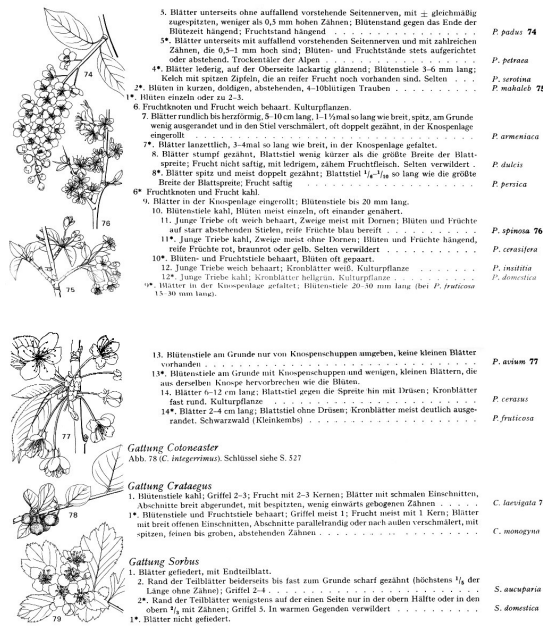 5. Blätter unterseits ohne auffallend vorstehende Seitennerven, mit ± gleichmäßig
zugespitzten, weniger als 0,5 mm hohen Zähnen; Blütenstand gegen das Ende der
Blütezeit hängend; Fruchtstand hängend . . . . . . . . . . . . . . P. padus 74
5*. Blätter unterseits mit auffallend vorstehenden Seitennerven und mit zahlreichen
Zähnen, die 0,5–1 mm hoch sind; Blüten- und Fruchtstände stets aufgerichtet
oder abstehend. Trockentäler der Alpen . . . . . . . . . . . . . . P. petraea
4*. Blätter lederig, auf der Oberseite lackartig glänzend; Blütenstiele 3–6 mm lang;
Kelch mit spitzen Zipfeln, die an reifer Frucht noch vorhanden sind. Selten . . P. serotina
2*. Blüten in kurzen, doldigen, abstehenden, 4–10blütigen Trauben . . . . . . . P. mahaleb 75
1*. Blüten einzeln oder zu 2–3.
6. Fruchtknoten und Frucht weich behaart. Kulturpflanzen.
7. Blätter rundlich bis herzförmig, 5–10 cm lang, 1–1½mal so lang wie breit, spitz, am Grunde
wenig ausgerandet und in den Stiel verschmälert, oft doppelt gezähnt, in der Knospenlage
eingerollt . . . . . . . . . . . . . . P. armeniaca
7*. Blätter lanzettlich, 3–4mal so lang wie breit, in der Knospenlage gefaltet.
8. Blätter stumpf gezähnt, Blattstiel wenig kürzer als die größte Breite der Blatt-
spreite; Frucht nicht saftig, mit ledrigem, zähem Fruchtfleisch. Selten verwildert . P. dulcis
8*. Blätter spitz und meist doppelt gezähnt; Blattstiel 1/6–1/10 so lang wie die größte
Breite der Blattspreite; Frucht saftig . . . . . . . . . . . . . . P. persica
6* Fruchtknoten und Frucht kahl.
9. Blätter in der Knospenlage eingerollt; Blütenstiele bis 20 mm lang.
10. Blütenstiele kahl, Blüten meist einzeln, oft einander genähert.
11. Junge Triebe oft weich behaart, Zweige meist mit Dornen; Blüten und Früchte
auf starr abstehenden Stielen, reife Früchte blau bereift . . . . . . . P. spinosa 76
11*. Junge Triebe kahl, Zweige meist ohne Dornen; Blüten und Früchte hängend,
reife Früchte rot, braunrot oder gelb. Selten verwildert . . . . . . . P. cerasifera
10*. Blüten- und Fruchtstiele behaart, Blüten oft gepaart.
12. Junge Triebe weich behaart; Kronblätter weiß. Kulturpflanze . . . . . P. insititia
12*. Junge Triebe kahl; Kronblätter hellgrün. Kulturpflanze . . . . . . . P. domestica
9*. Blätter in der Knospenlage gefaltet; Blütenstiele 20–50 mm lang (bei P. fruticosa
15–30 mm lang).
74
76
75
13. Blütenstiele am Grunde nur von Knospenschuppen umgeben, keine kleinen Blätter
vorhanden . . . . . . . . . . . . . . P. avium 77
13*. Blütenstiele am Grunde mit Knospenschuppen und wenigen, kleinen Blättern, die
aus derselben Knospe hervorbrechen wie die Blüten.
14. Blätter 6–12 cm lang; Blattstiel gegen die Spreite hin mit Drüsen; Kronblätter
fast rund. Kulturpflanze . . . . . . . . . . . . . . P. cerasus
14*. Blätter 2–4 cm lang; Blattstiel ohne Drüsen; Kronblätter meist deutlich ausge-
randet. Schwarzwald (Kleinkembs) . . . . . . . . . . . . . . P. fruticosa
77
Gattung Cotoneaster
Abb. 78 (C. integerrimus). Schlüssel siehe S. 527
78
Gattung Crataegus
1. Blütenstiele kahl; Griffel 2–3; Frucht mit 2–3 Kernen; Blätter mit schmalen Einschnitten,
Abschnitte breit abgerundet, mit bespitzten, wenig einwärts gebogenen Zähnen . C. laevigata 7
1*. Blütenstiele und Fruchtstiele behaart; Griffel meist 1; Frucht meist mit 1 Kern; Blätter
mit breit offenen Einschnitten, Abschnitte parallelrandig oder nach außen verschmälert, mit
spitzen, feinen bis groben, abstehenden Zähnen . . . . . . . . . . . . . . C. monogyna
Gattung Sorbus
1. Blätter gefiedert, mit Endteilblatt.
2. Rand der Teilblätter beiderseits bis fast zum Grunde scharf gezähnt (höchstens 1/5 der
Länge ohne Zähne); Griffel 2–4 . . . . . . . . . . . . . . S. aucuparia
2*. Rand der Teilblätter wenigstens auf der einen Seite nur in der obern Hälfte oder in den
obern 2/3 mit Zähnen; Griffel 5. In warmen Gegenden verwildert . . . . . . . S. domestica
1*. Blätter nicht gefiedert.
79